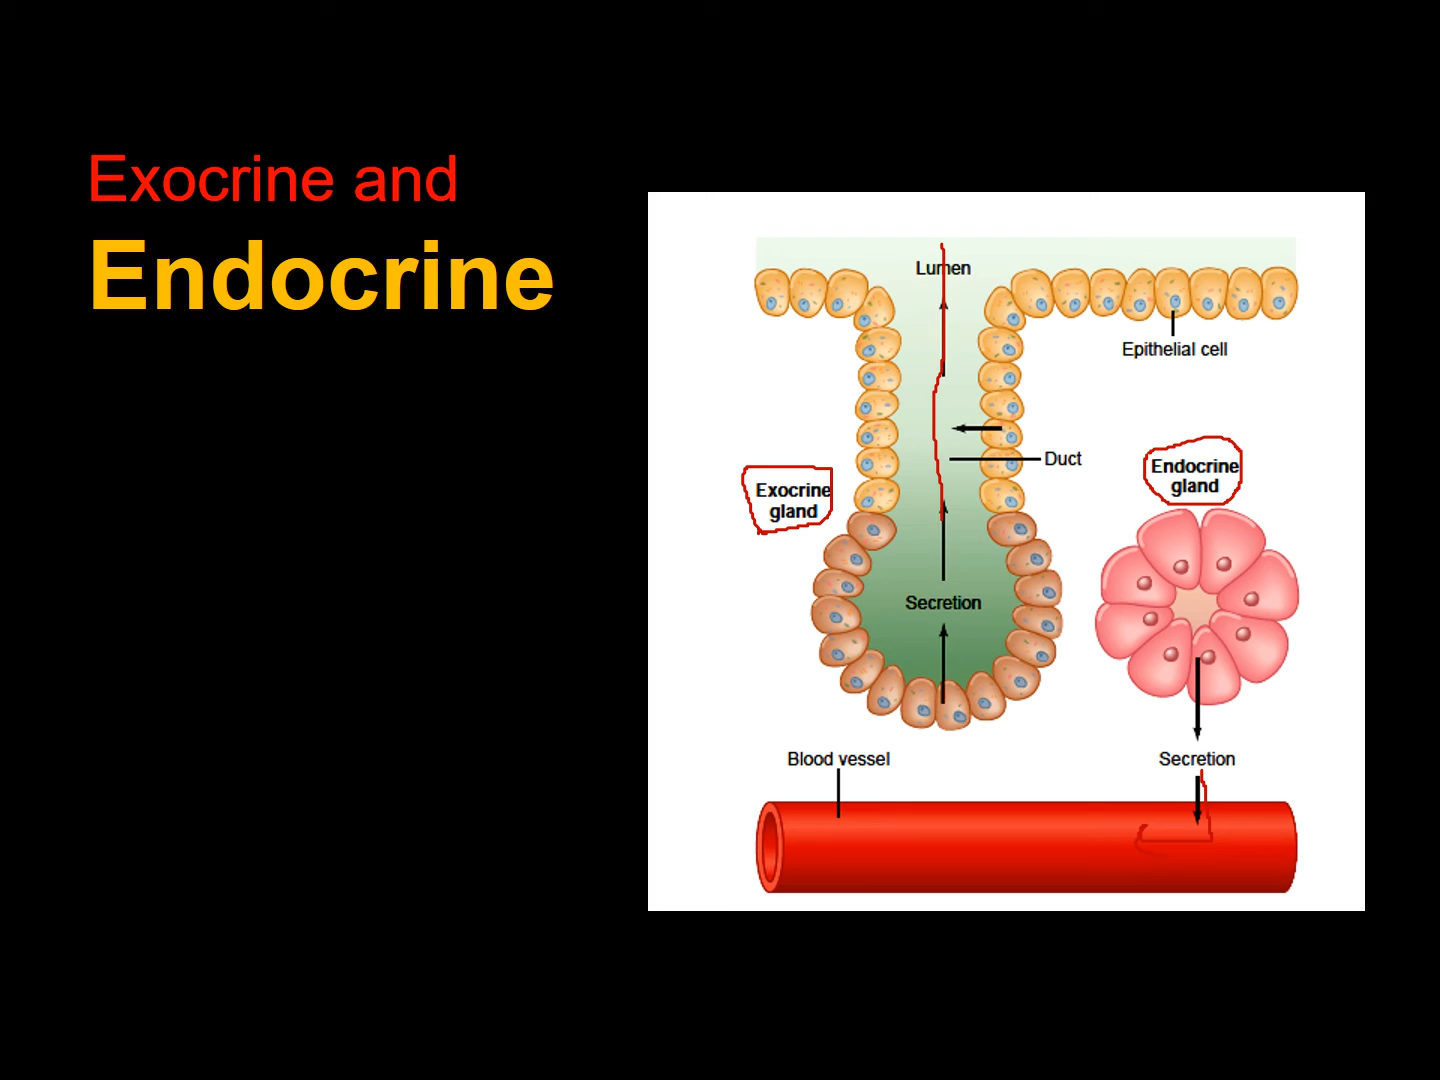 Exocrine and
Endocrine
Lumen
Epithelial cell
Duct
Exocrine
gland
Endocrine
gland
Secretion
Blood vessel
Secretion